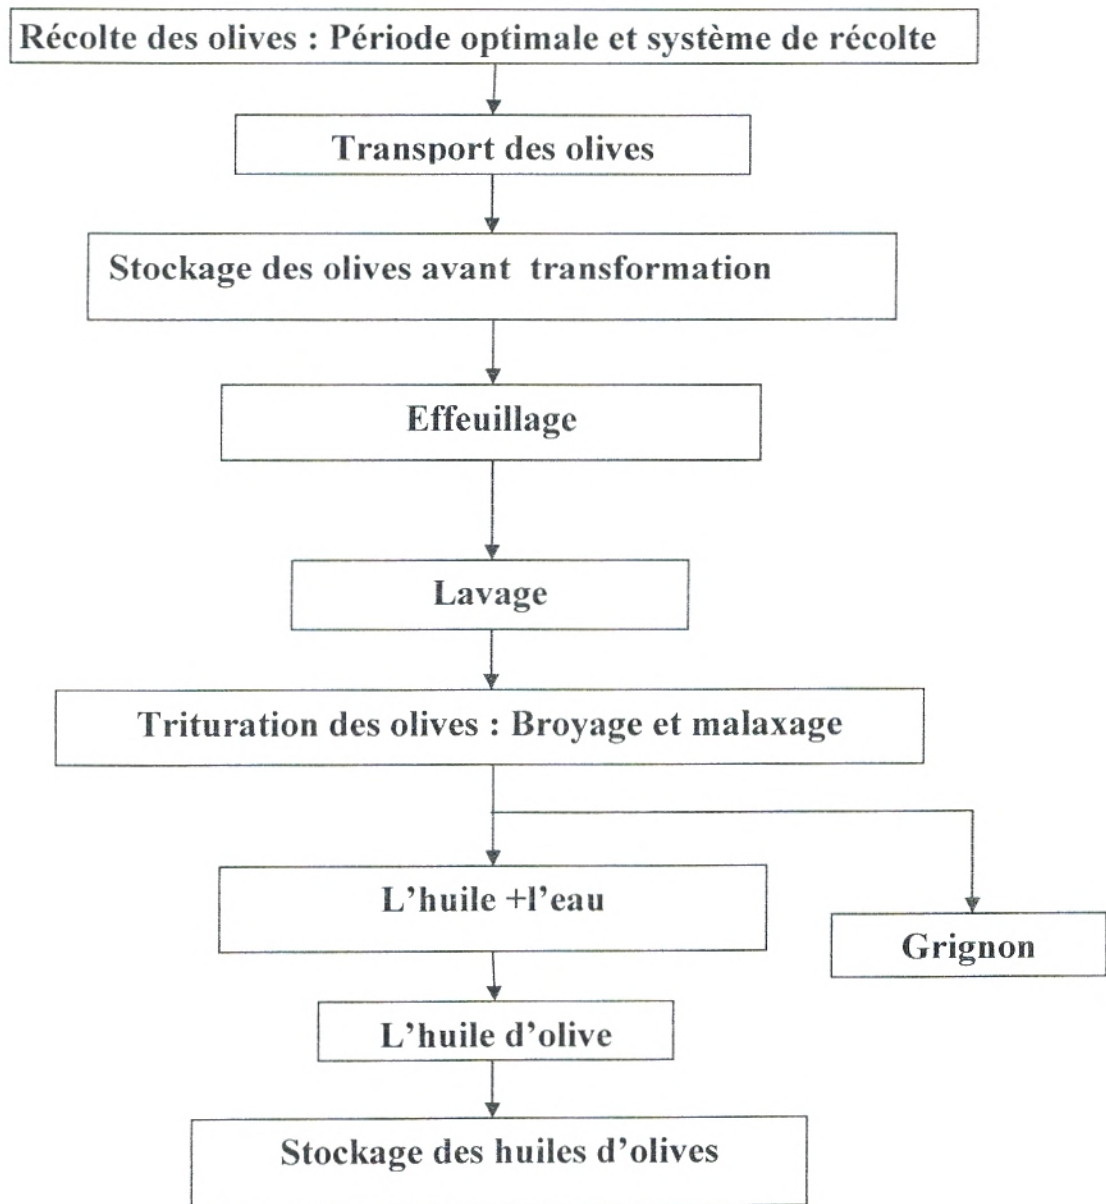 Récolte des olives : Période optimale et système de récolte
Transport des olives
Stockage des olives avant transformation
Effeuillage
Lavage
Trituration des olives : Broyage et malaxage
L’huile +l’eau
Grignon
L’huile d’olive
Stockage des huiles d’olives